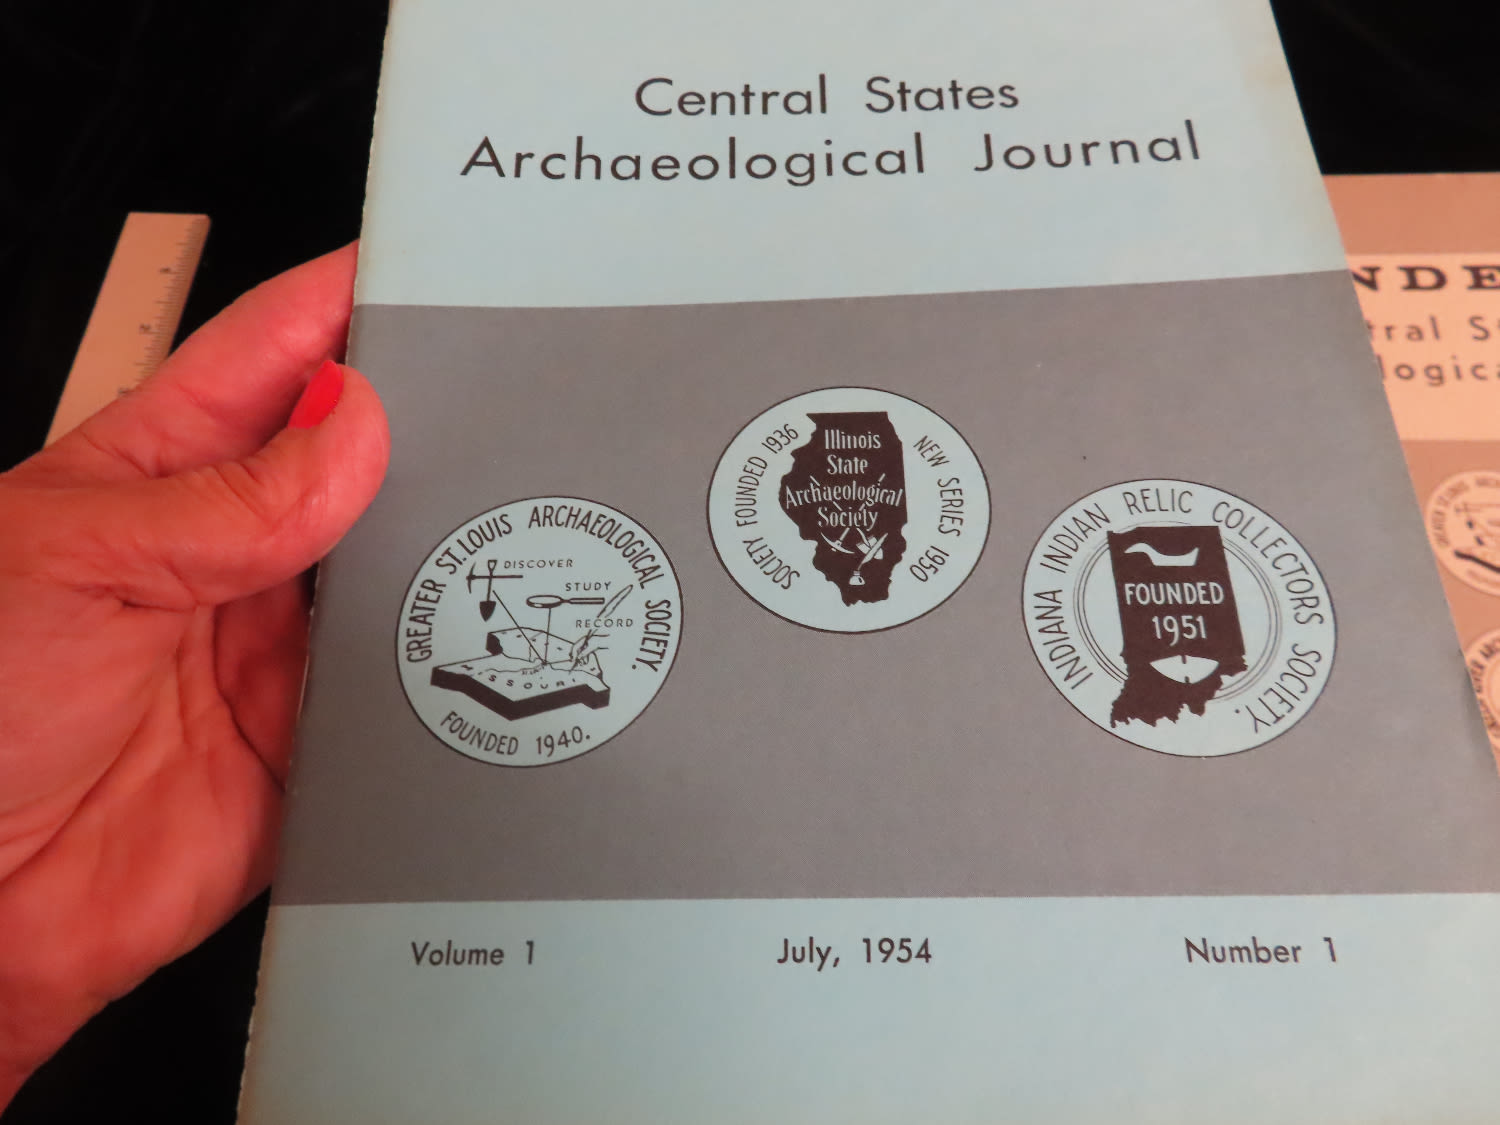 Central States
Archaeological Journal
GREATER ST. LOUIS ARCHAEOLOGICAL SOCIETY.
DISCOVER
STUDY
RECORD
MISSOURI
FOUNDED 1940.
SOCIETY FOUNDED 1936
NEW SERIES 1950
Illinois
State
Archaeological
Society
INDIANA INDIAN RELIC COLLECTORS SOCIETY.
FOUNDED
1951
Volume 1
July, 1954
Number 1
NDE
tral S
logica